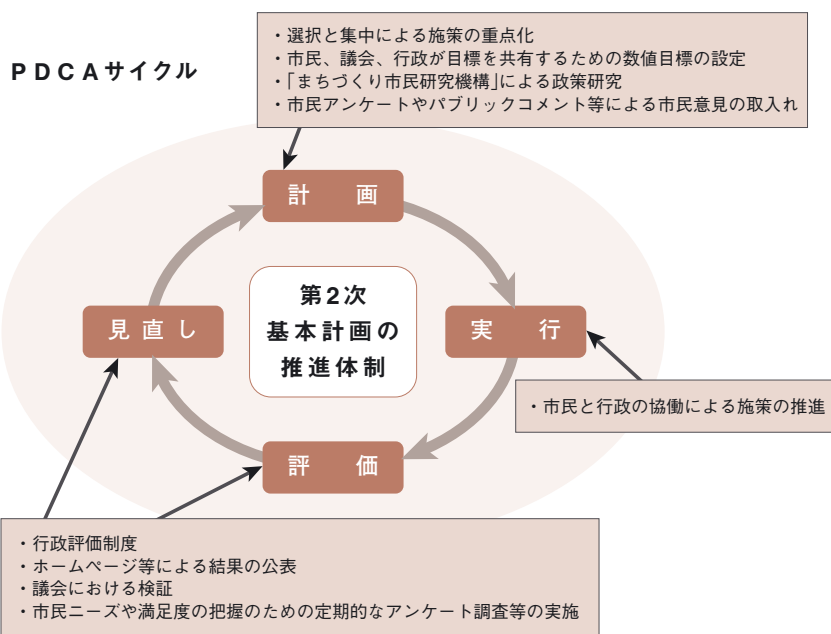 PDCAサイクル
・選択と集中による施策の重点化
・市民、議会、行政が目標を共有するための数値目標の設定
・「まちづくり市民研究機構」による政策研究
・市民アンケートやパブリックコメント等による市民意見の取入れ
計画
第2次
基本計画の
推進体制
見直し
実行
・市民と行政の協働による施策の推進
評価
・行政評価制度
・ホームページ等による結果の公表
・議会における検証
・市民ニーズや満足度の把握のための定期的なアンケート調査等の実施